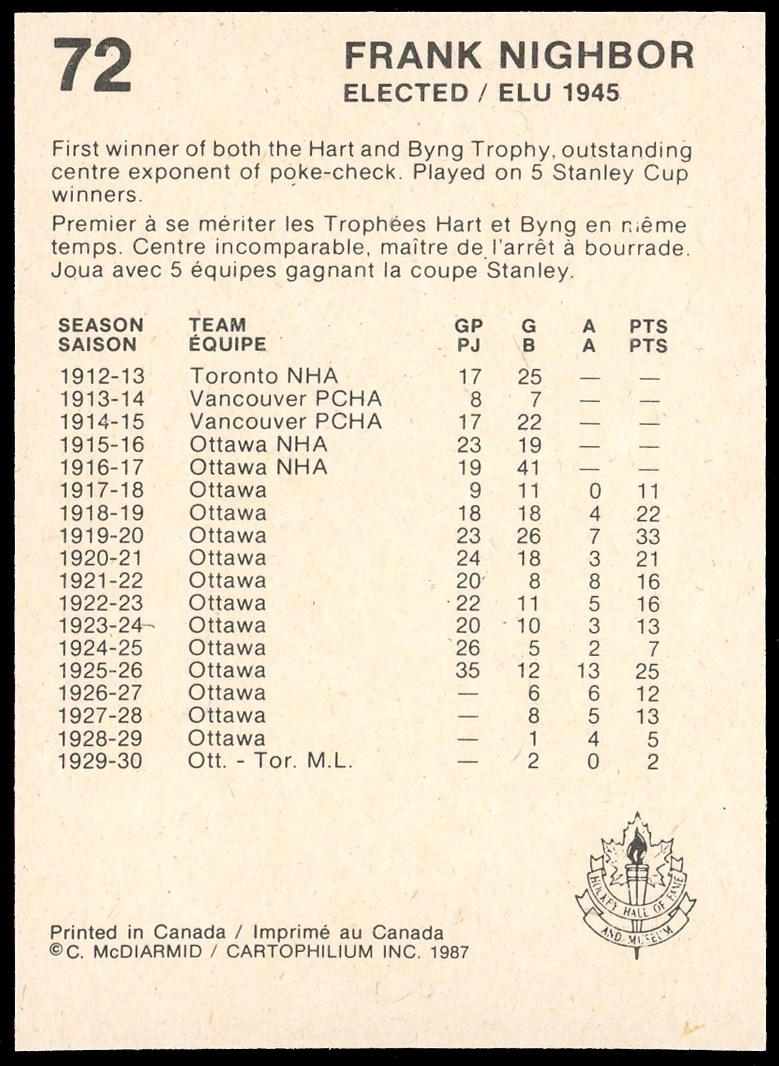 72
FRANK NIGHBOR
ELECTED / ELU 1945
First winner of both the Hart and Byng Trophy, outstanding
centre exponent of poke-check. Played on 5 Stanley Cup
winners.
Premier à se mériter les Trophées Hart et Byng en même
temps. Centre incomparable, maître de l'arrêt à bourrade.
Joua avec 5 équipes gagnant la coupe Stanley.
SEASON TEAM GP G A PTS
SAISON ÉQUIPE PJ B A PTS
1912-13 Toronto NHA 17 25 — —
1913-14 Vancouver PCHA 8 7 — —
1914-15 Vancouver PCHA 17 22 — —
1915-16 Ottawa NHA 23 19 — —
1916-17 Ottawa NHA 19 41 — —
1917-18 Ottawa 9 11 0 11
1918-19 Ottawa 18 18 4 22
1919-20 Ottawa 23 26 7 33
1920-21 Ottawa 24 18 3 21
1921-22 Ottawa 20 8 8 16
1922-23 Ottawa 22 11 5 16
1923-24 Ottawa 20 10 3 13
1924-25 Ottawa 26 5 2 7
1925-26 Ottawa 35 12 13 25
1926-27 Ottawa — 6 6 12
1927-28 Ottawa — 8 5 13
1928-29 Ottawa — 1 4 5
1929-30 Ott. - Tor. M.L. — 2 0 2
HOCKEY HALL OF FAME
AND MUSEUM
Printed in Canada / Imprimé au Canada
©C. McDIARMID / CARTOPHILIUM INC. 1987